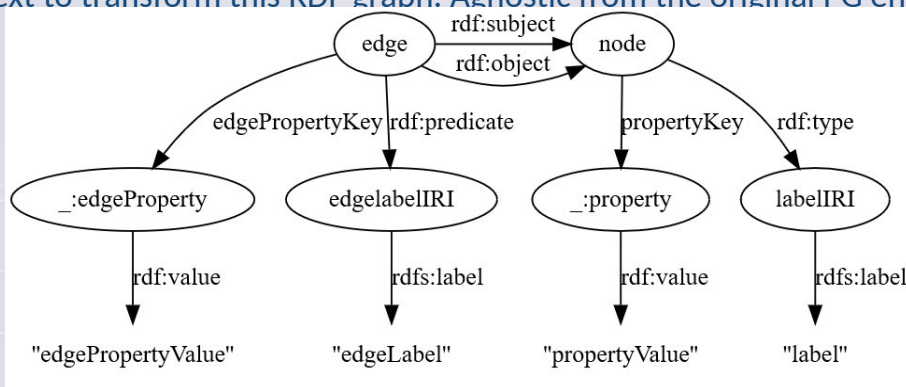 ext to transform this RDF graph. Agnostic from the original PG en
rdf:subject
edge
node
rdf:object
edgePropertyKey
rdf:predicate
propertyKey
rdf:type
_:edgeProperty
edgelabelIRI
_:property
labelIRI
rdf:value
rdfs:label
rdf:value
rdfs:label
"edgePropertyValue"
"edgeLabel"
"propertyValue"
"label"